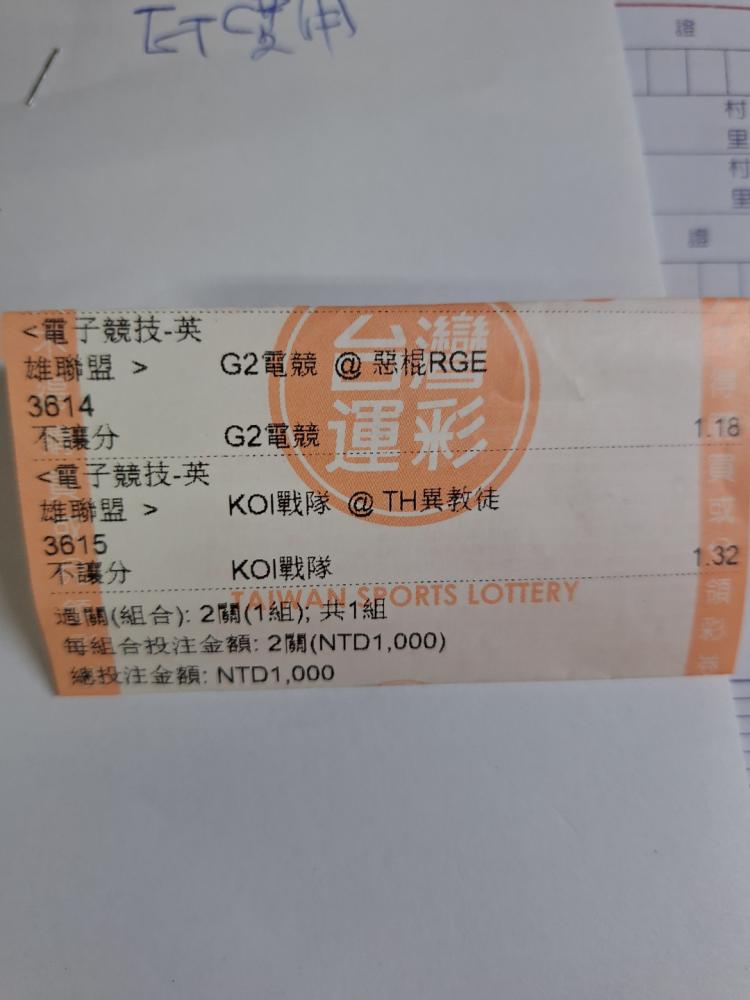 證
村
里
村
里
證
台灣
運彩
<電子競技-英
雄聯盟 > G2電競 @ 惡棍RGE
3614
不讓分 G2電競 1.18
<電子競技-英
雄聯盟 > KOI戰隊 @ TH異教徒
3615
不讓分 KOI戰隊 1.32
TAIWAN SPORTS LOTTERY
過關(組合): 2關(1組); 共1組
每組合投注金額: 2關(NTD1,000)
總投注金額: NTD1,000